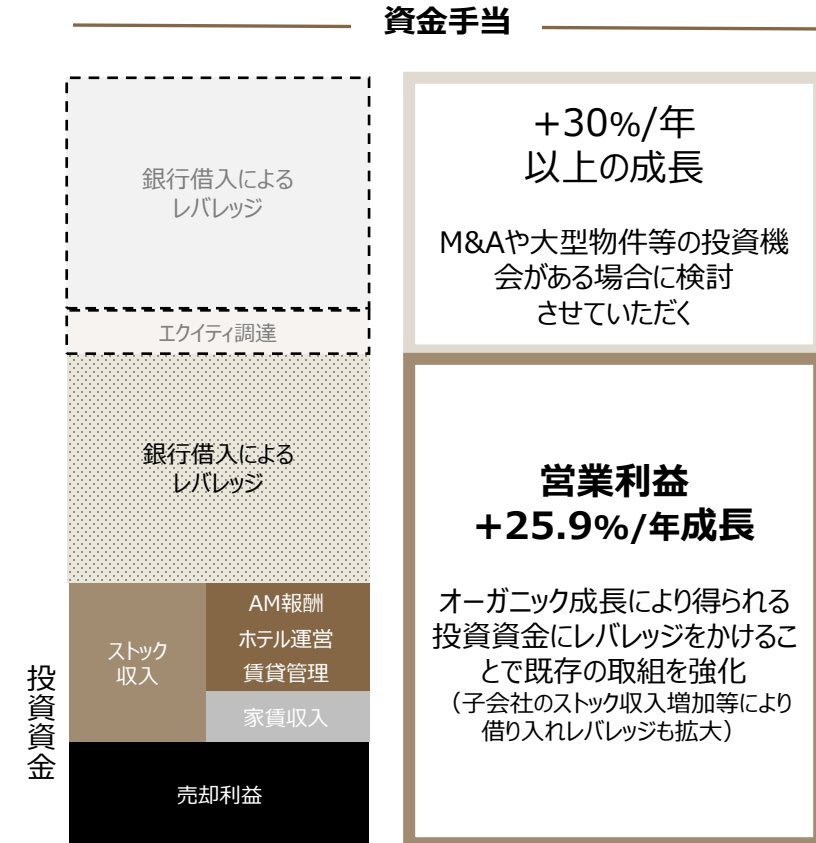 資金手当
銀行借入による
レバレッジ
エクイティ調達
銀行借入による
レバレッジ
ストック
収入
AM報酬
ホテル運営
賃貸管理
家賃収入
売却利益
投資資金
+30%/年
以上の成長
M&Aや大型物件等の投資機
会がある場合に検討
させていただく
営業利益
+25.9%/年成長
オーガニック成長により得られる
投資資金にレバレッジをかけるこ
とで既存の取組を強化
（子会社のストック収入増加等により
借り入れレバレッジも拡大）